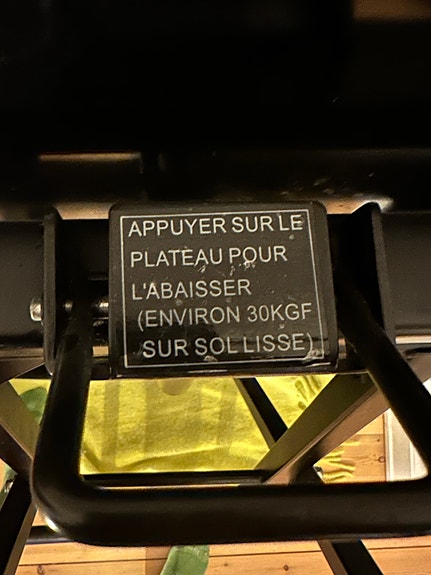 APPUYER SUR LE
PLATEAU POUR
L'ABAISSER
(ENVIRON 30KGF
SUR SOL LISSE)